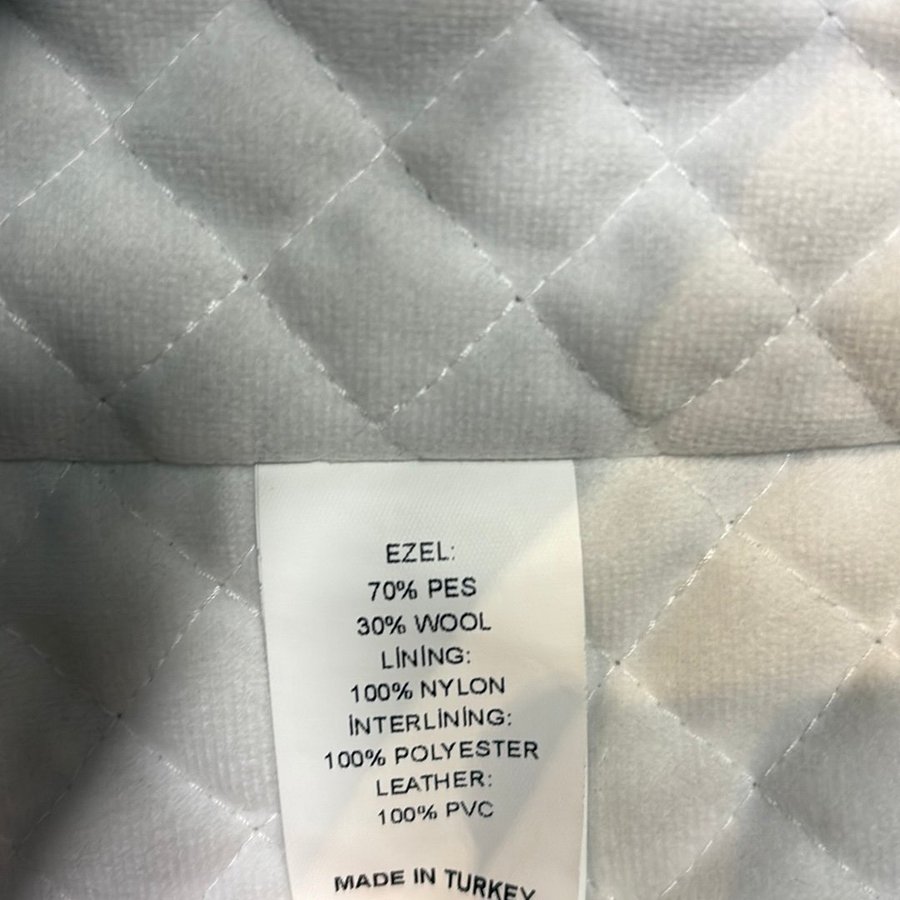 EZEL:
70% PES
30% WOOL
LİNİNG:
100% NYLON
İNTERLİNİNG:
100% POLYESTER
LEATHER:
100% PVC
MADE IN TURKEY